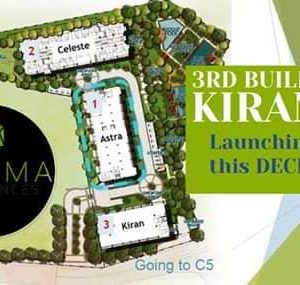 2
Celeste
1
Astra
3
Kiran
3RD BUIL
KIRAN
Launchin
this DEC
MA
NCES
Going to C5